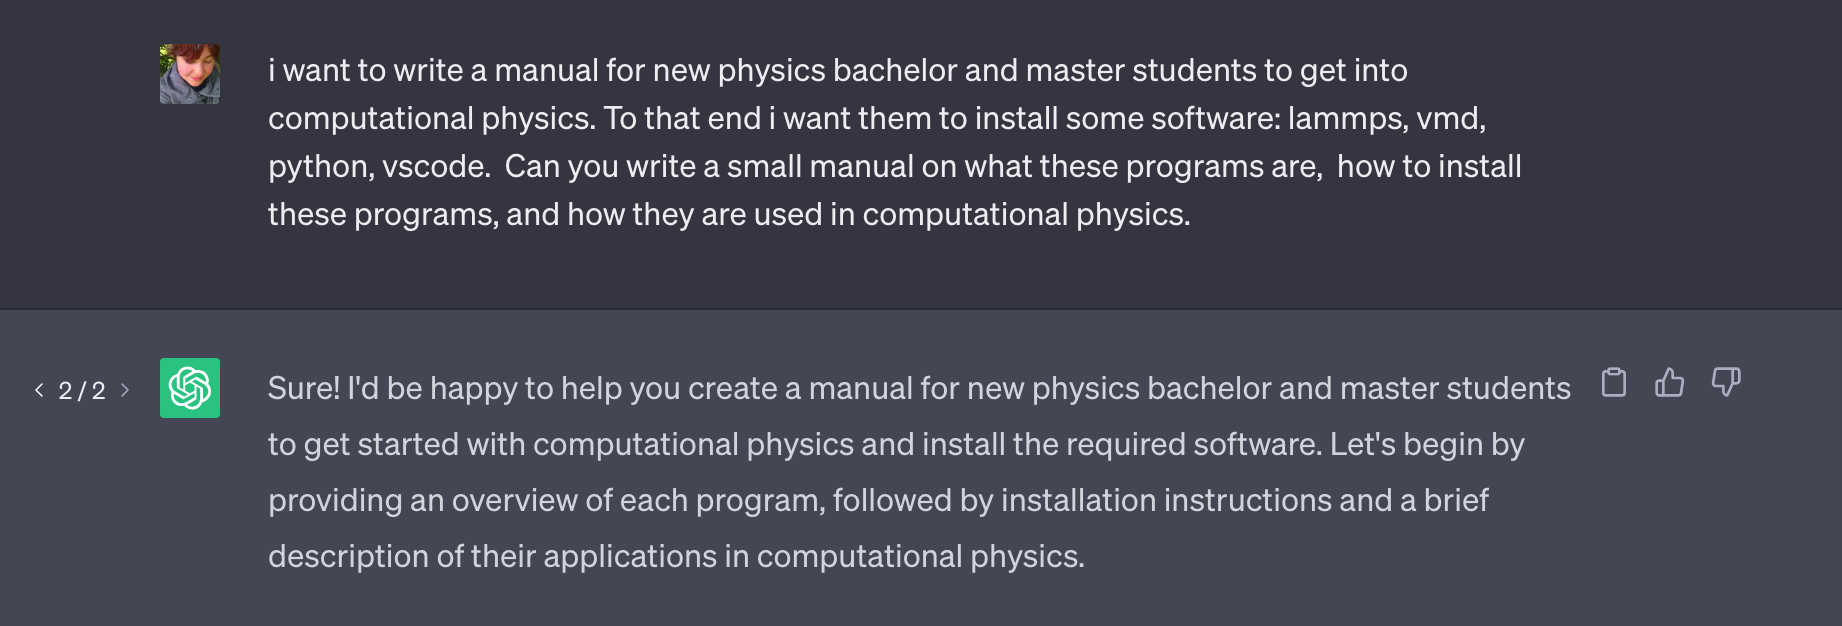 i want to write a manual for new physics bachelor and master students to get into
computational physics. To that end i want them to install some software: lammps, vmd,
python, vscode.  Can you write a small manual on what these programs are,  how to install
these programs, and how they are used in computational physics.
< 2 / 2 >
Sure! I'd be happy to help you create a manual for new physics bachelor and master students
to get started with computational physics and install the required software. Let's begin by
providing an overview of each program, followed by installation instructions and a brief
description of their applications in computational physics.